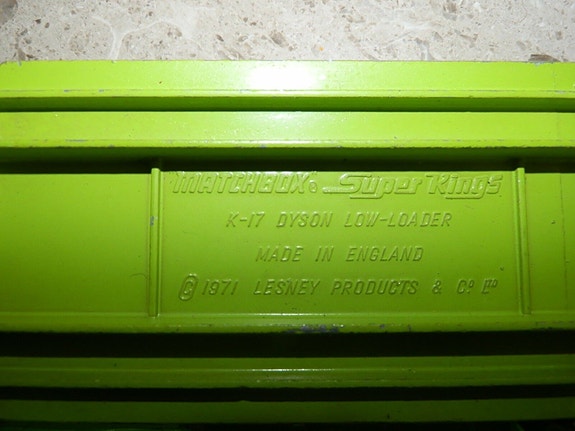 MATCHBOX® Super Kings
K-17 DYSON LOW-LOADER
MADE IN ENGLAND
© 1971 LESNEY PRODUCTS & Cº Lᵀᴰ